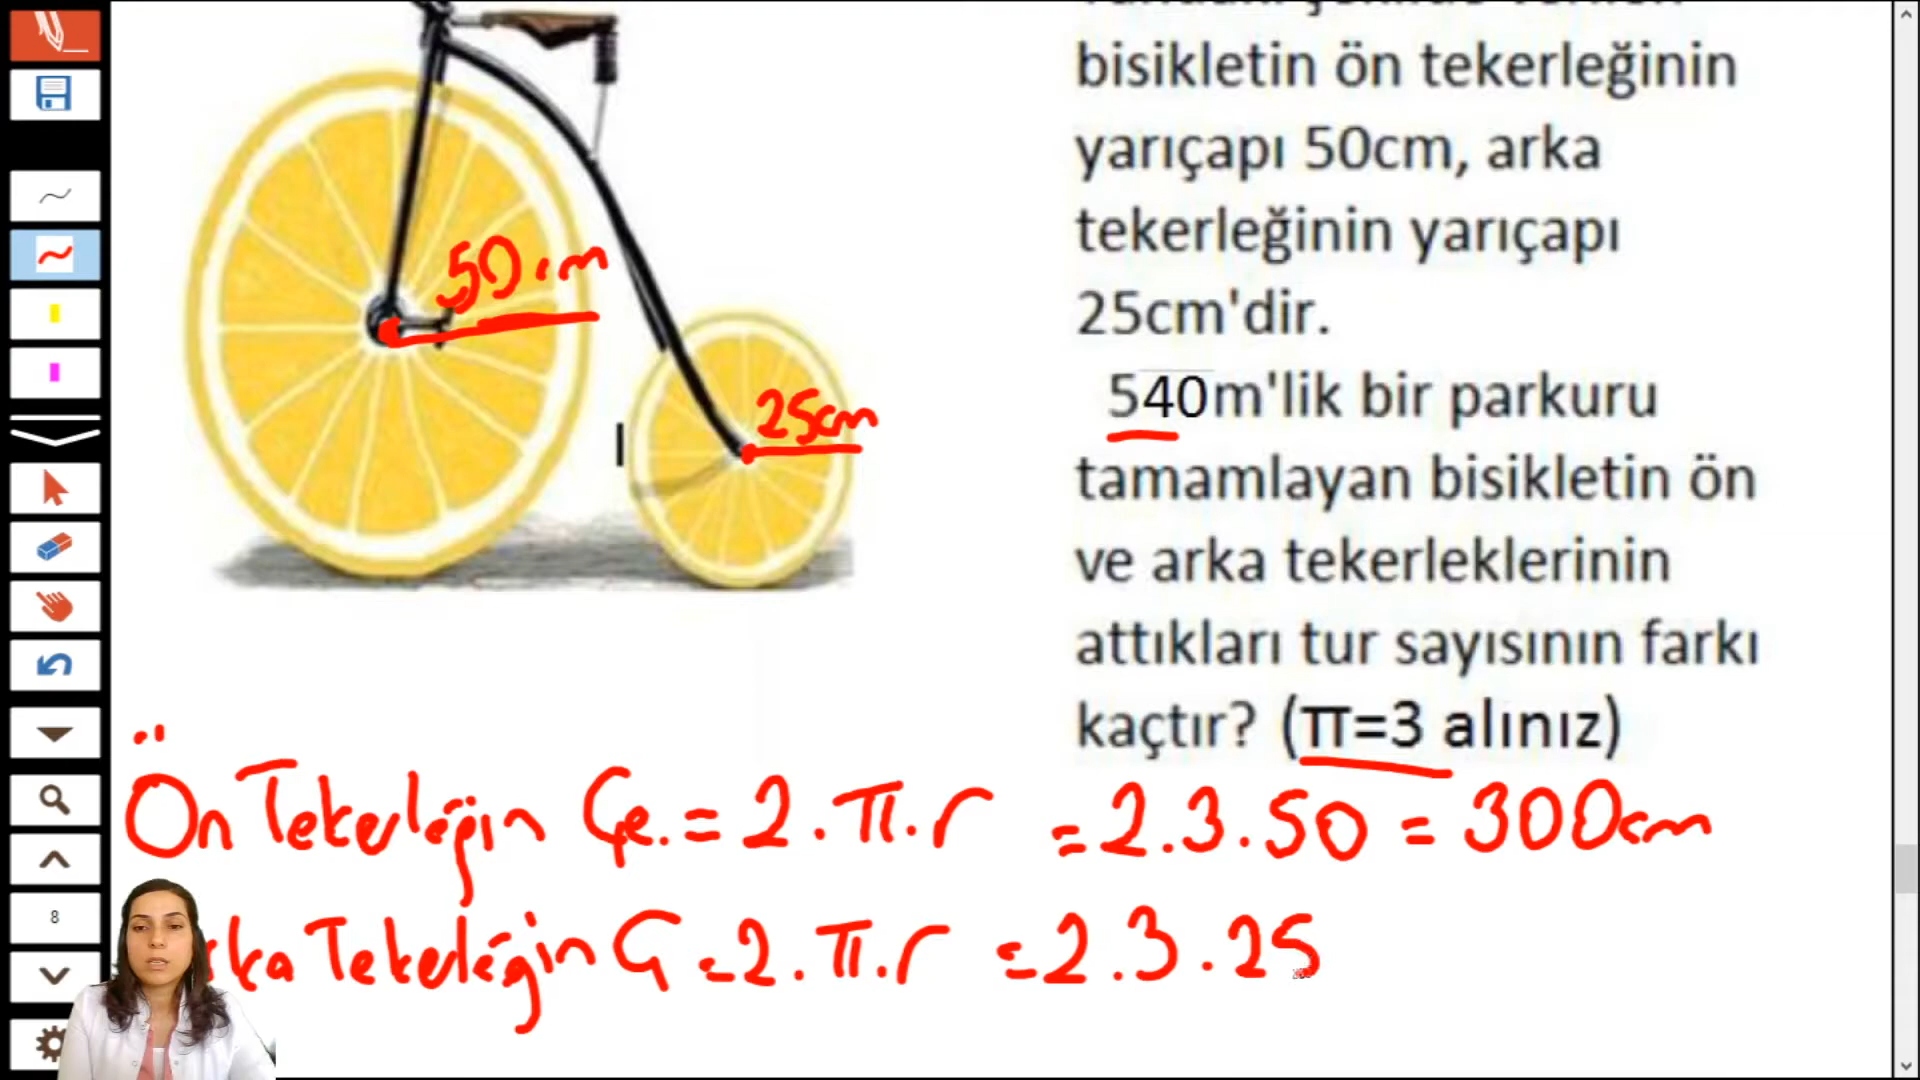 bisikletin ön tekerleğinin
yarıçapı 50cm, arka
tekerleğinin yarıçapı
25cm'dir.
540m'lik bir parkuru
tamamlayan bisikletin ön
ve arka tekerleklerinin
attıkları tur sayısının farkı
kaçtır? (π=3 alınız)
50cm
25cm
Ön Tekerleğin Çe. = 2.π.r = 2.3.50 = 300cm
rka Tekerleğin Ç = 2.π.r = 2.3.25
8